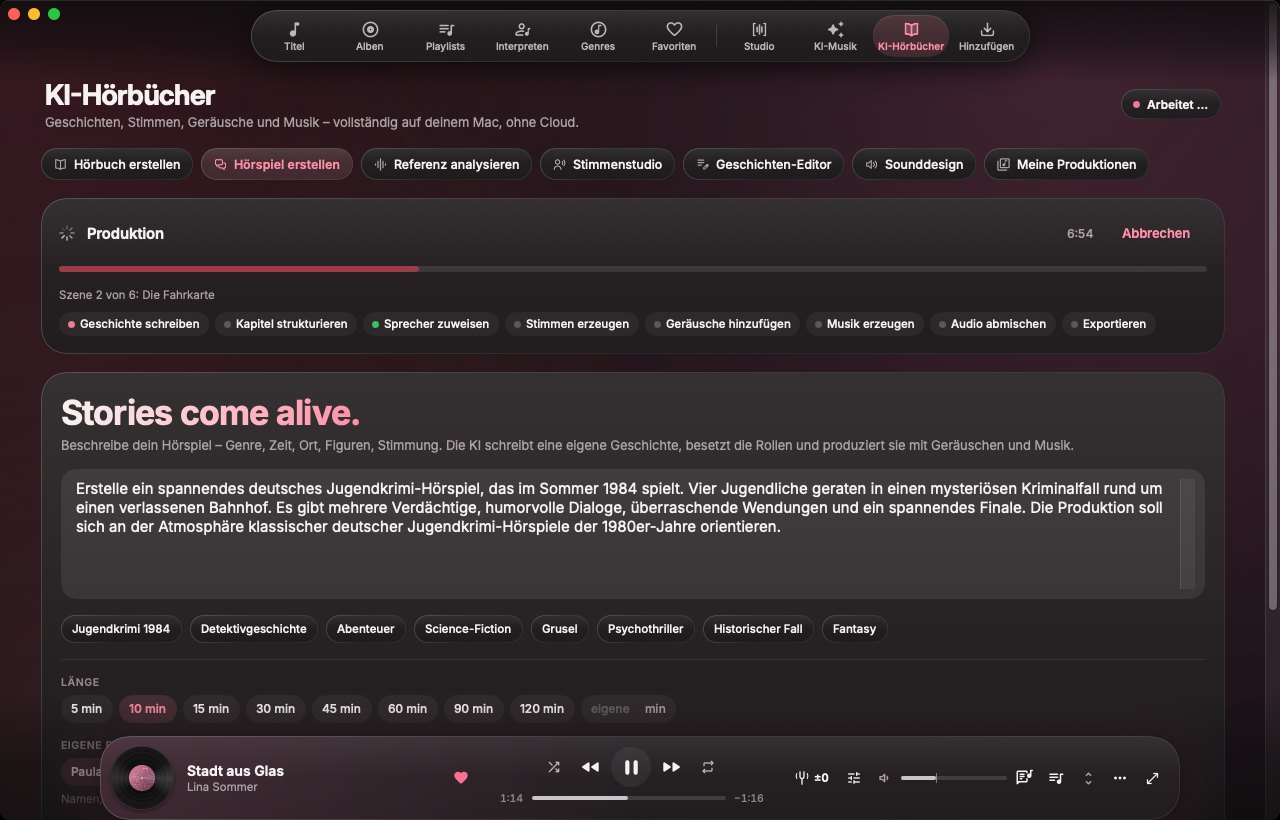 Titel
Alben
Playlists
Interpreten
Genres
Favoriten
Studio
KI-Musik
KI-Hörbücher
Hinzufügen
KI-Hörbücher
Geschichten, Stimmen, Geräusche und Musik – vollständig auf deinem Mac, ohne Cloud.
Arbeitet ...
Hörbuch erstellen
Hörspiel erstellen
Referenz analysieren
Stimmenstudio
Geschichten-Editor
Sounddesign
Meine Produktionen
Produktion
6:54
Abbrechen
Szene 2 von 6: Die Fahrkarte
Geschichte schreiben
Kapitel strukturieren
Sprecher zuweisen
Stimmen erzeugen
Geräusche hinzufügen
Musik erzeugen
Audio abmischen
Exportieren
Stories come alive.
Beschreibe dein Hörspiel – Genre, Zeit, Ort, Figuren, Stimmung. Die KI schreibt eine eigene Geschichte, besetzt die Rollen und produziert sie mit Geräuschen und Musik.
Erstelle ein spannendes deutsches Jugendkrimi-Hörspiel, das im Sommer 1984 spielt. Vier Jugendliche geraten in einen mysteriösen Kriminalfall rund um
einen verlassenen Bahnhof. Es gibt mehrere Verdächtige, humorvolle Dialoge, überraschende Wendungen und ein spannendes Finale. Die Produktion soll
sich an der Atmosphäre klassischer deutscher Jugendkrimi-Hörspiele der 1980er-Jahre orientieren.
Jugendkrimi 1984
Detektivgeschichte
Abenteuer
Science-Fiction
Grusel
Psychothriller
Historischer Fall
Fantasy
LÄNGE
5 min
10 min
15 min
30 min
45 min
60 min
90 min
120 min
eigene min
EIGENE
Paula
Namen,
Stadt aus Glas
Lina Sommer
1:14
−1:16
±0